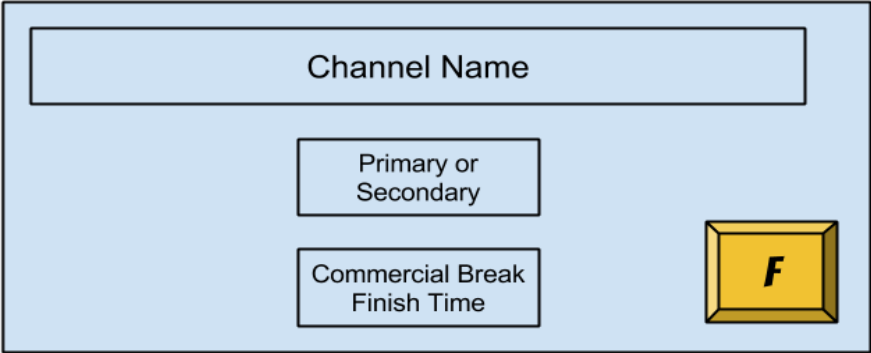 Channel Name
Primary or
Secondary
Commercial Break
Finish Time
F